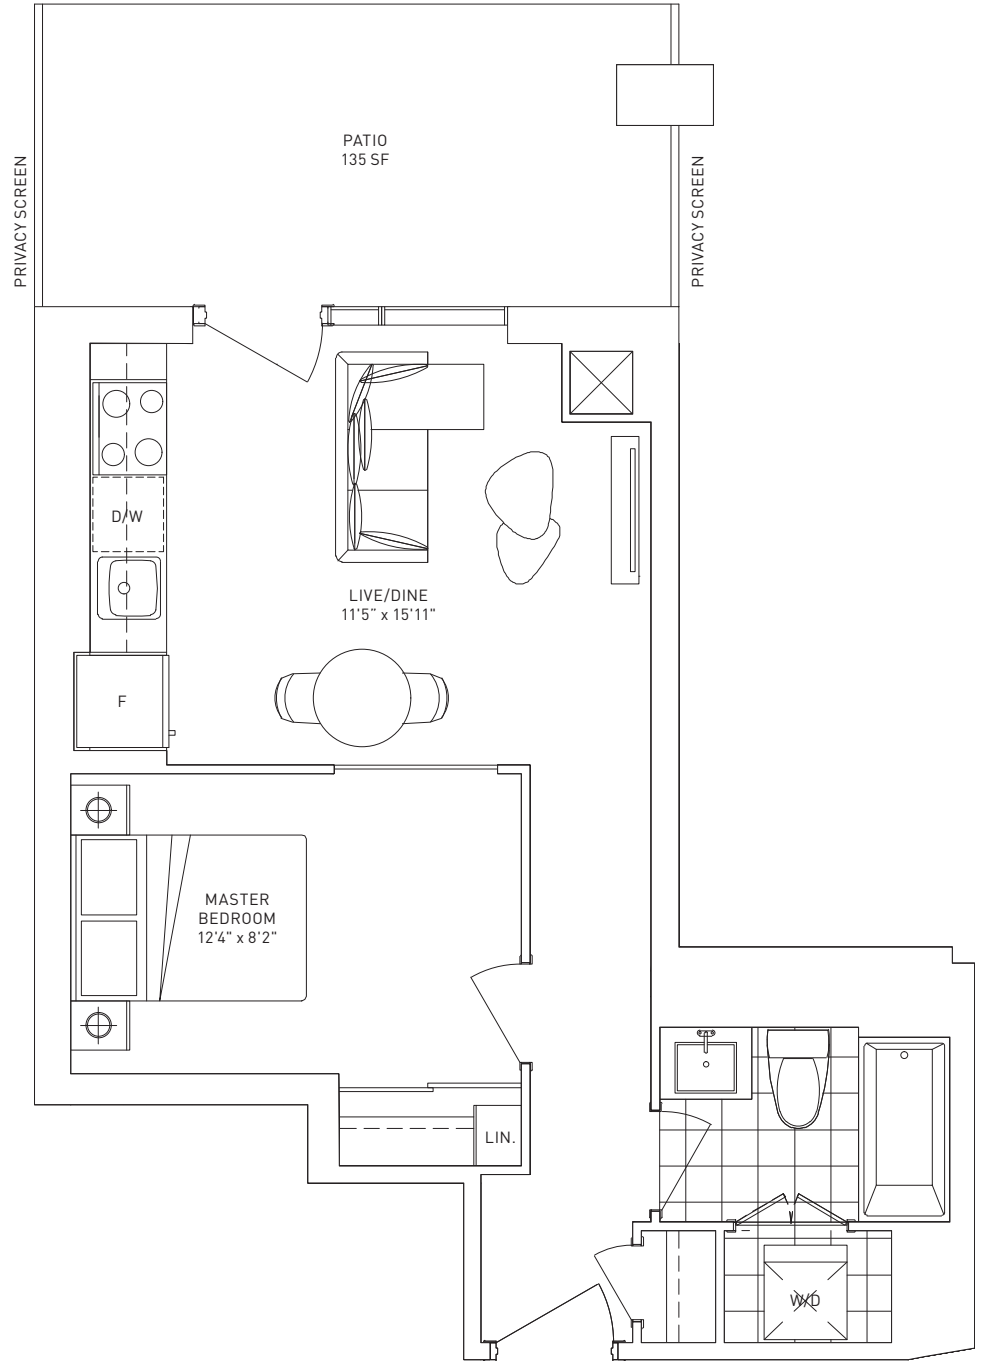 PATIO
135 SF
PRIVACY SCREEN
PRIVACY SCREEN
D/W
LIVE/DINE
11'5" x 15'11"
F
MASTER
BEDROOM
12'4" x 8'2"
LIN.
W/D